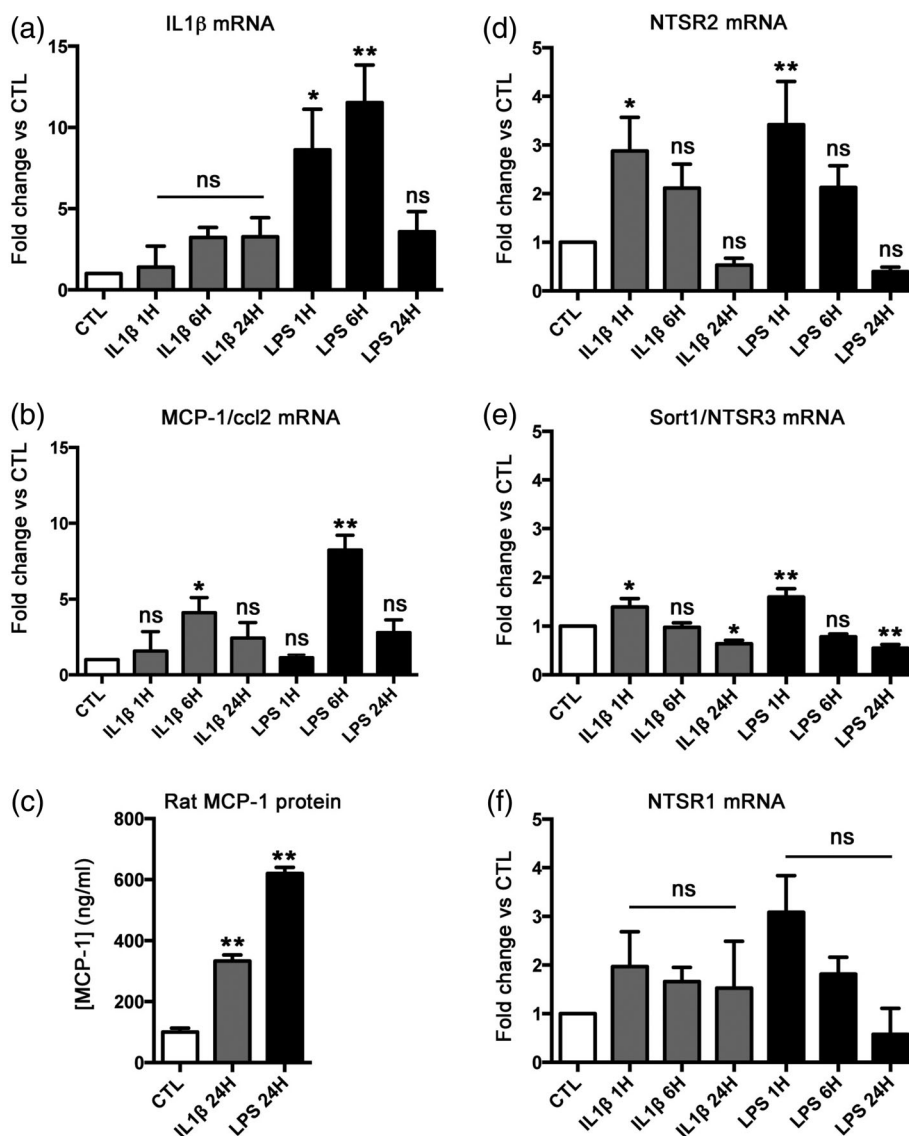 (a)
IL1β mRNA
Fold change vs CTL
15
10
5
0
ns
*
**
ns
CTL
IL1β 1H
IL1β 6H
IL1β 24H
LPS 1H
LPS 6H
LPS 24H
(b)
MCP-1/ccl2 mRNA
Fold change vs CTL
15
10
5
0
ns
*
ns
ns
**
ns
CTL
IL1β 1H
IL1β 6H
IL1β 24H
LPS 1H
LPS 6H
LPS 24H
(c)
Rat MCP-1 protein
[MCP-1] (ng/ml)
800
600
400
200
0
**
**
CTL
IL1β 24H
LPS 24H
(d)
NTSR2 mRNA
Fold change vs CTL
5
4
3
2
1
0
*
ns
ns
**
ns
ns
CTL
IL1β 1H
IL1β 6H
IL1β 24H
LPS 1H
LPS 6H
LPS 24H
(e)
Sort1/NTSR3 mRNA
Fold change vs CTL
5
4
3
2
1
0
*
ns
*
**
ns
**
CTL
IL1β 1H
IL1β 6H
IL1β 24H
LPS 1H
LPS 6H
LPS 24H
(f)
NTSR1 mRNA
Fold change vs CTL
5
4
3
2
1
0
ns
ns
CTL
IL1β 1H
IL1β 6H
IL1β 24H
LPS 1H
LPS 6H
LPS 24H